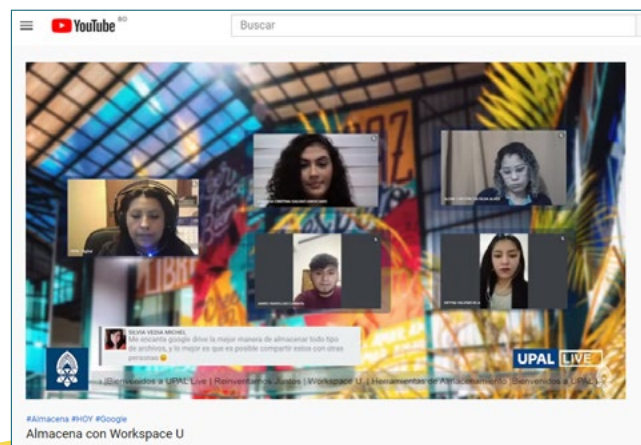 YouTube BO
Buscar
SILVIA VEDIA MICHEL
Me encanta google drive la mejor manera de almacenar todo tipo
de archivos, y lo mejor es que es posible compartir estos con otras
personas
UPAL LIVE
|Bienvenidos a UPAL Live | Reinventamos Juntos | Workspace U | Herramientas de Almacenamiento |Bienvenidos a UPAL
#Almacena #HOY #Google
Almacena con Workspace U